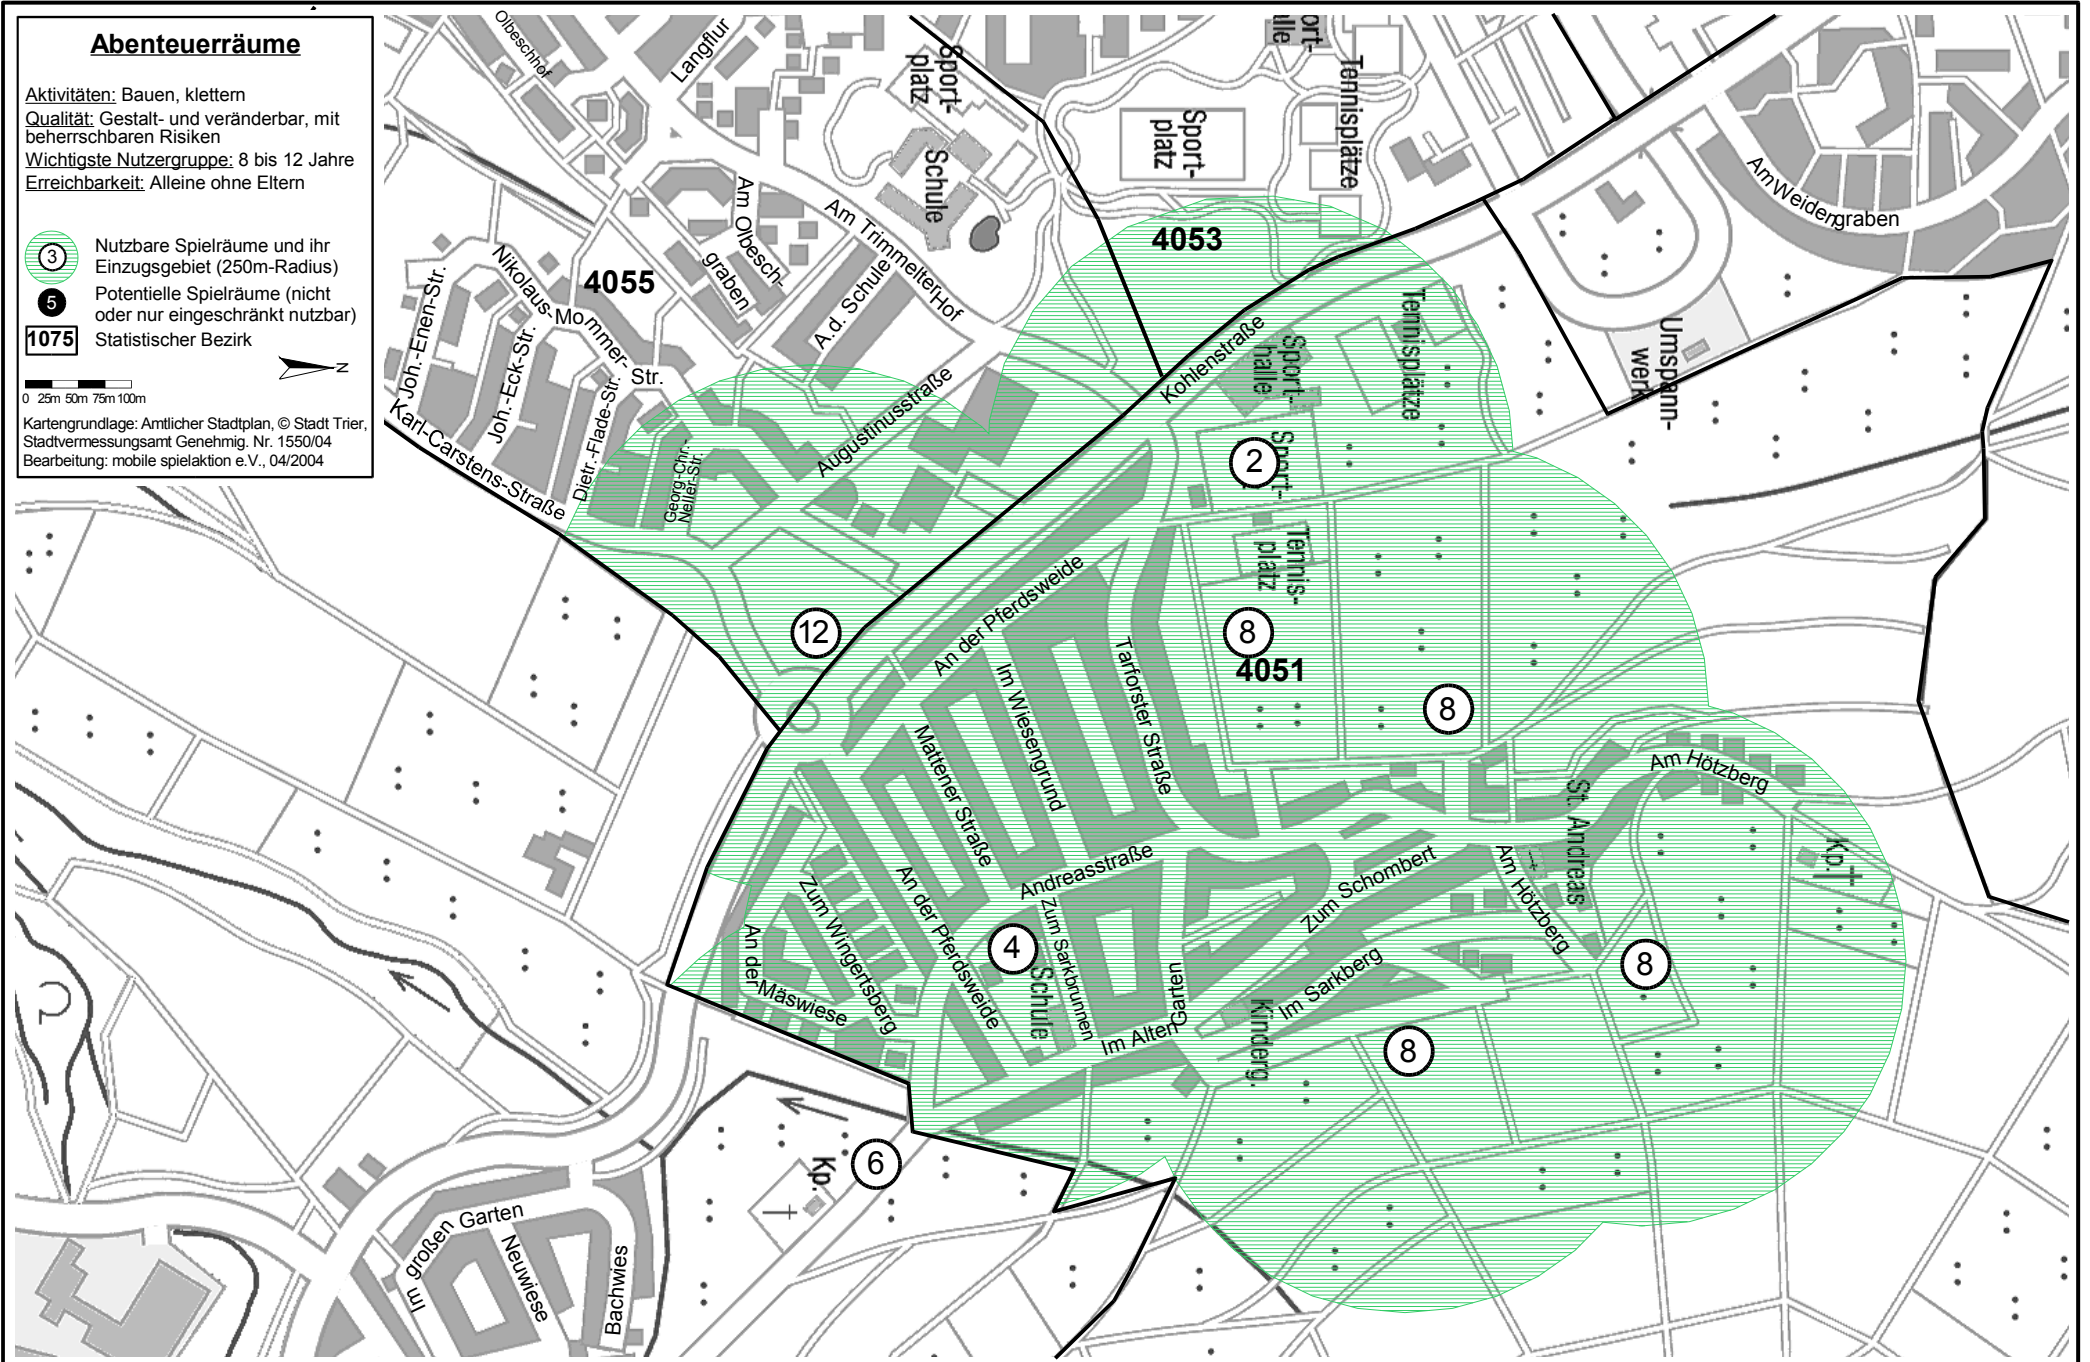 Abenteuerräume
Aktivitäten: Bauen, klettern
Qualität: Gestalt- und veränderbar, mit
beherrschbaren Risiken
Wichtigste Nutzergruppe: 8 bis 12 Jahre
Erreichbarkeit: Alleine ohne Eltern
3
Nutzbare Spielräume und ihr
Einzugsgebiet (250m-Radius)
5
Potentielle Spielräume (nicht
oder nur eingeschränkt nutzbar)
1075 Statistischer Bezirk
N
0 25m 50m 75m 100m
Kartengrundlage: Amtlicher Stadtplan, © Stadt Trier,
Stadtvermessungsamt Genehmig. Nr. 1550/04
Bearbeitung: mobile spielaktion e.V., 04/2004
Olbeschhof
Langflur
Sport-
platz
Schule
ort-
alle
Tennisplätze
Sport-
platz
Am Weidengraben
Am Olbesch-
graben
Am Trimmelter Hof
A.d. Schule
4053
4055
Joh.-Enen-Str.
Nikolaus-Mommer-
Str.
Joh.-Eck-Str.
Dietr.-Flade-Str.
Georg-Chr.-
Neller-Str.
Karl-Carstens-Straße
Augustinusstraße
Kohlenstraße
Sport-
halle
Tennisplätze
Umspann-
werk
2
Sport-
Tennis-
platz
12
8
4051
8
An der Pferdsweide
Im Wiesengrund
Tarforster Straße
Mattener Straße
Andreasstraße
Am Hötzberg
St. Andreas
Kp.
Zum Schombert
Am Hötzberg
Zum Wingertsberg
An der Pferdsweide
An der Mäswiese
4
Schule
Zum Sarkbrunnen
Im Alten Garten
Im Sarkberg
Kinderg.
8
8
6
Kp.
Im großen Garten
Neuwiese
Bachwies